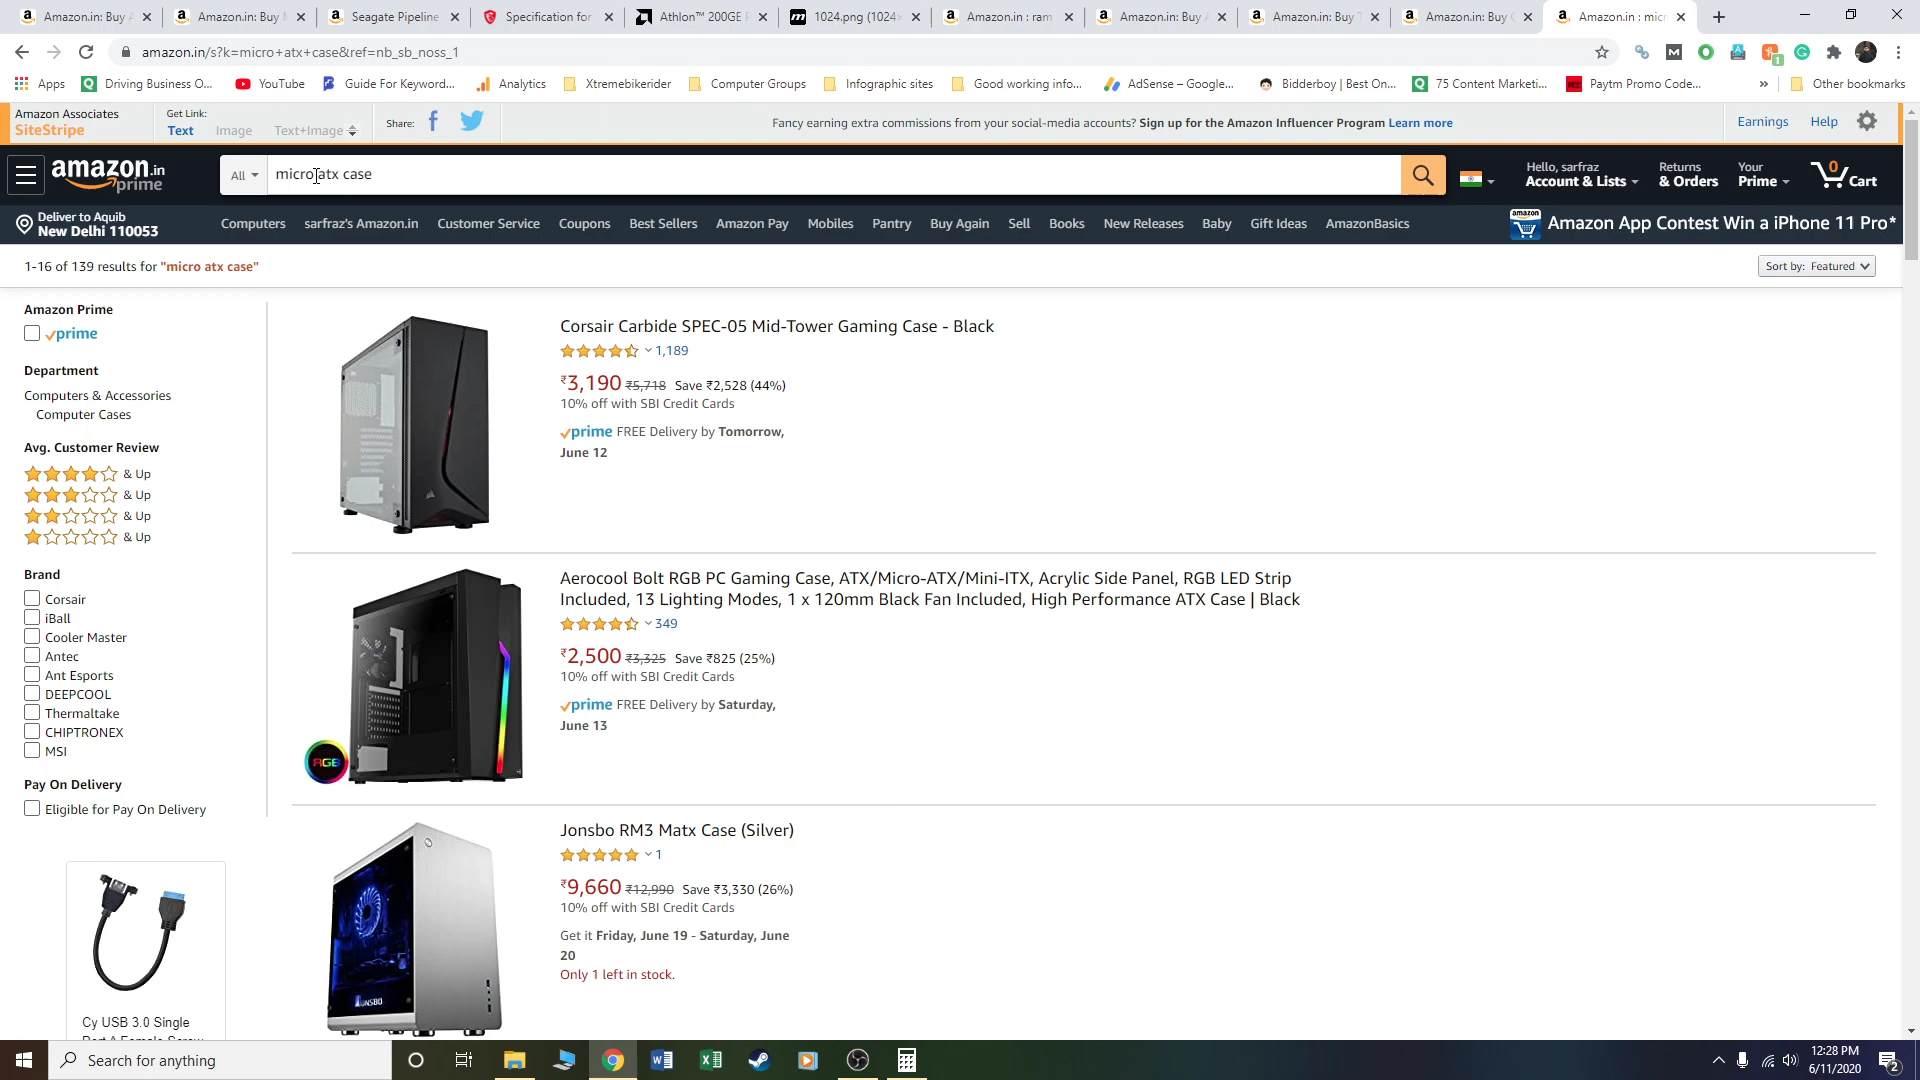 Amazon.in: Buy A
Amazon.in: Buy M
Seagate Pipeline
Specification for
Athlon™ 200GE P
1024.png (1024×
Amazon.in : ram
Amazon.in: Buy A
Amazon.in: Buy T
Amazon.in: Buy C
Amazon.in : micr
amazon.in/s?k=micro+atx+case&ref=nb_sb_noss_1
Apps
Driving Business O...
YouTube
Guide For Keyword...
Analytics
Xtremebikerider
Computer Groups
Infographic sites
Good working info...
AdSense – Google...
Bidderboy | Best On...
75 Content Marketi...
Paytm Promo Code...
»
Other bookmarks
Amazon Associates
SiteStripe
Get Link:
Text
Image
Text+Image
Share:
Fancy earning extra commissions from your social-media accounts? Sign up for the Amazon Influencer Program Learn more
Earnings
Help
amazon.in
prime
All
micro atx case
Hello, sarfraz
Account & Lists
Returns
& Orders
Your
Prime
0
Cart
Deliver to Aquib
New Delhi 110053
Computers
sarfraz's Amazon.in
Customer Service
Coupons
Best Sellers
Amazon Pay
Mobiles
Pantry
Buy Again
Sell
Books
New Releases
Baby
Gift Ideas
AmazonBasics
amazon
Amazon App Contest Win a iPhone 11 Pro*
1-16 of 139 results for "micro atx case"
Sort by: Featured
Amazon Prime
prime
Department
Computers & Accessories
Computer Cases
Avg. Customer Review
& Up
& Up
& Up
& Up
Brand
Corsair
iBall
Cooler Master
Antec
Ant Esports
DEEPCOOL
Thermaltake
CHIPTRONEX
MSI
Pay On Delivery
Eligible for Pay On Delivery
Cy USB 3.0 Single
Corsair Carbide SPEC-05 Mid-Tower Gaming Case - Black
1,189
₹3,190 ₹5,718 Save ₹2,528 (44%)
10% off with SBI Credit Cards
prime FREE Delivery by Tomorrow,
June 12
Aerocool Bolt RGB PC Gaming Case, ATX/Micro-ATX/Mini-ITX, Acrylic Side Panel, RGB LED Strip
Included, 13 Lighting Modes, 1 x 120mm Black Fan Included, High Performance ATX Case | Black
349
₹2,500 ₹3,325 Save ₹825 (25%)
10% off with SBI Credit Cards
prime FREE Delivery by Saturday,
June 13
RGB
Jonsbo RM3 Matx Case (Silver)
1
₹9,660 ₹12,990 Save ₹3,330 (26%)
10% off with SBI Credit Cards
Get it Friday, June 19 - Saturday, June
20
Only 1 left in stock.
JONSBO
Search for anything
12:28 PM
6/11/2020
2